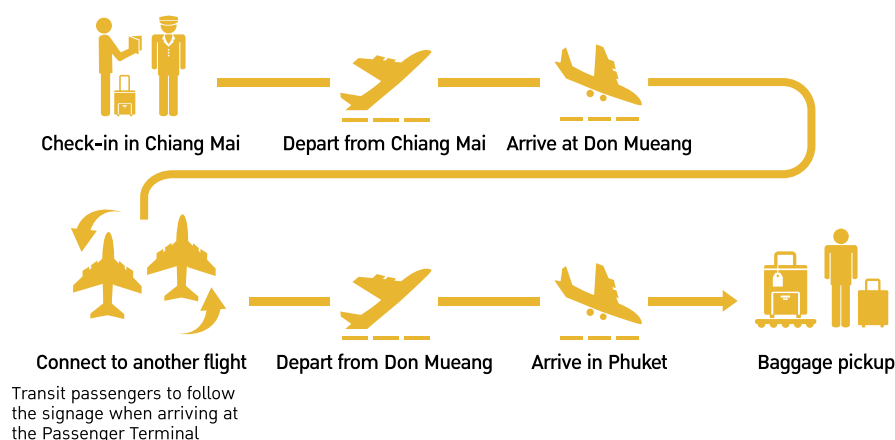 Check-in in Chiang Mai
Depart from Chiang Mai
Arrive at Don Mueang
Connect to another flight
Transit passengers to follow
the signage when arriving at
the Passenger Terminal
Depart from Don Mueang
Arrive in Phuket
Baggage pickup